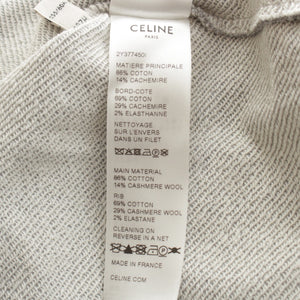 CELINE
PARIS
2Y377450I
MATIERE PRINCIPALE
86% COTON
14% CACHEMIRE
BORD-COTE
69% COTON
29% CACHEMIRE
2% ELASTHANNE
NETTOYAGE
SUR L'ENVERS
DANS UN FILET
MAIN MATERIAL
86% COTTON
14% CASHMERE WOOL
RIB
69% COTTON
29% CASHMERE WOOL
2% ELASTANE
CLEANING ON
REVERSE IN A NET
MADE IN FRANCE
CELINE.COM